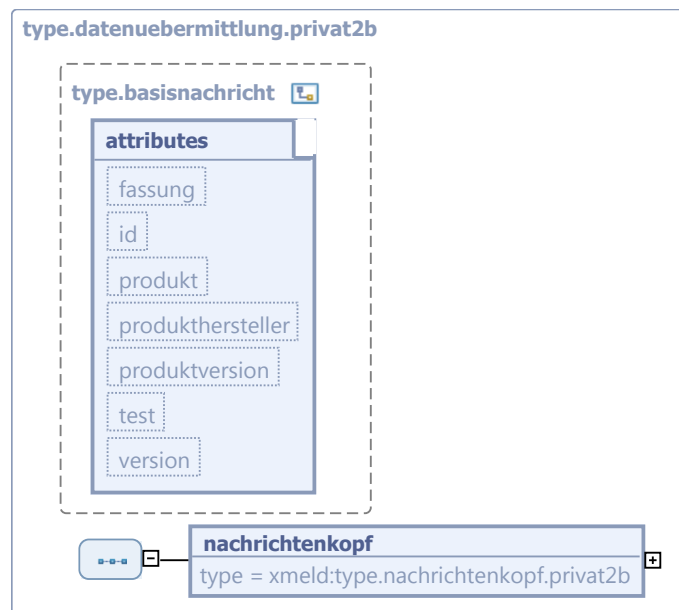 type.datenuebermittlung.privat2b
type.basisnachricht
attributes
fassung
id
produkt
produkthersteller
produktversion
test
version
nachrichtenkopf
type = xmeld:type.nachrichtenkopf.privat2b